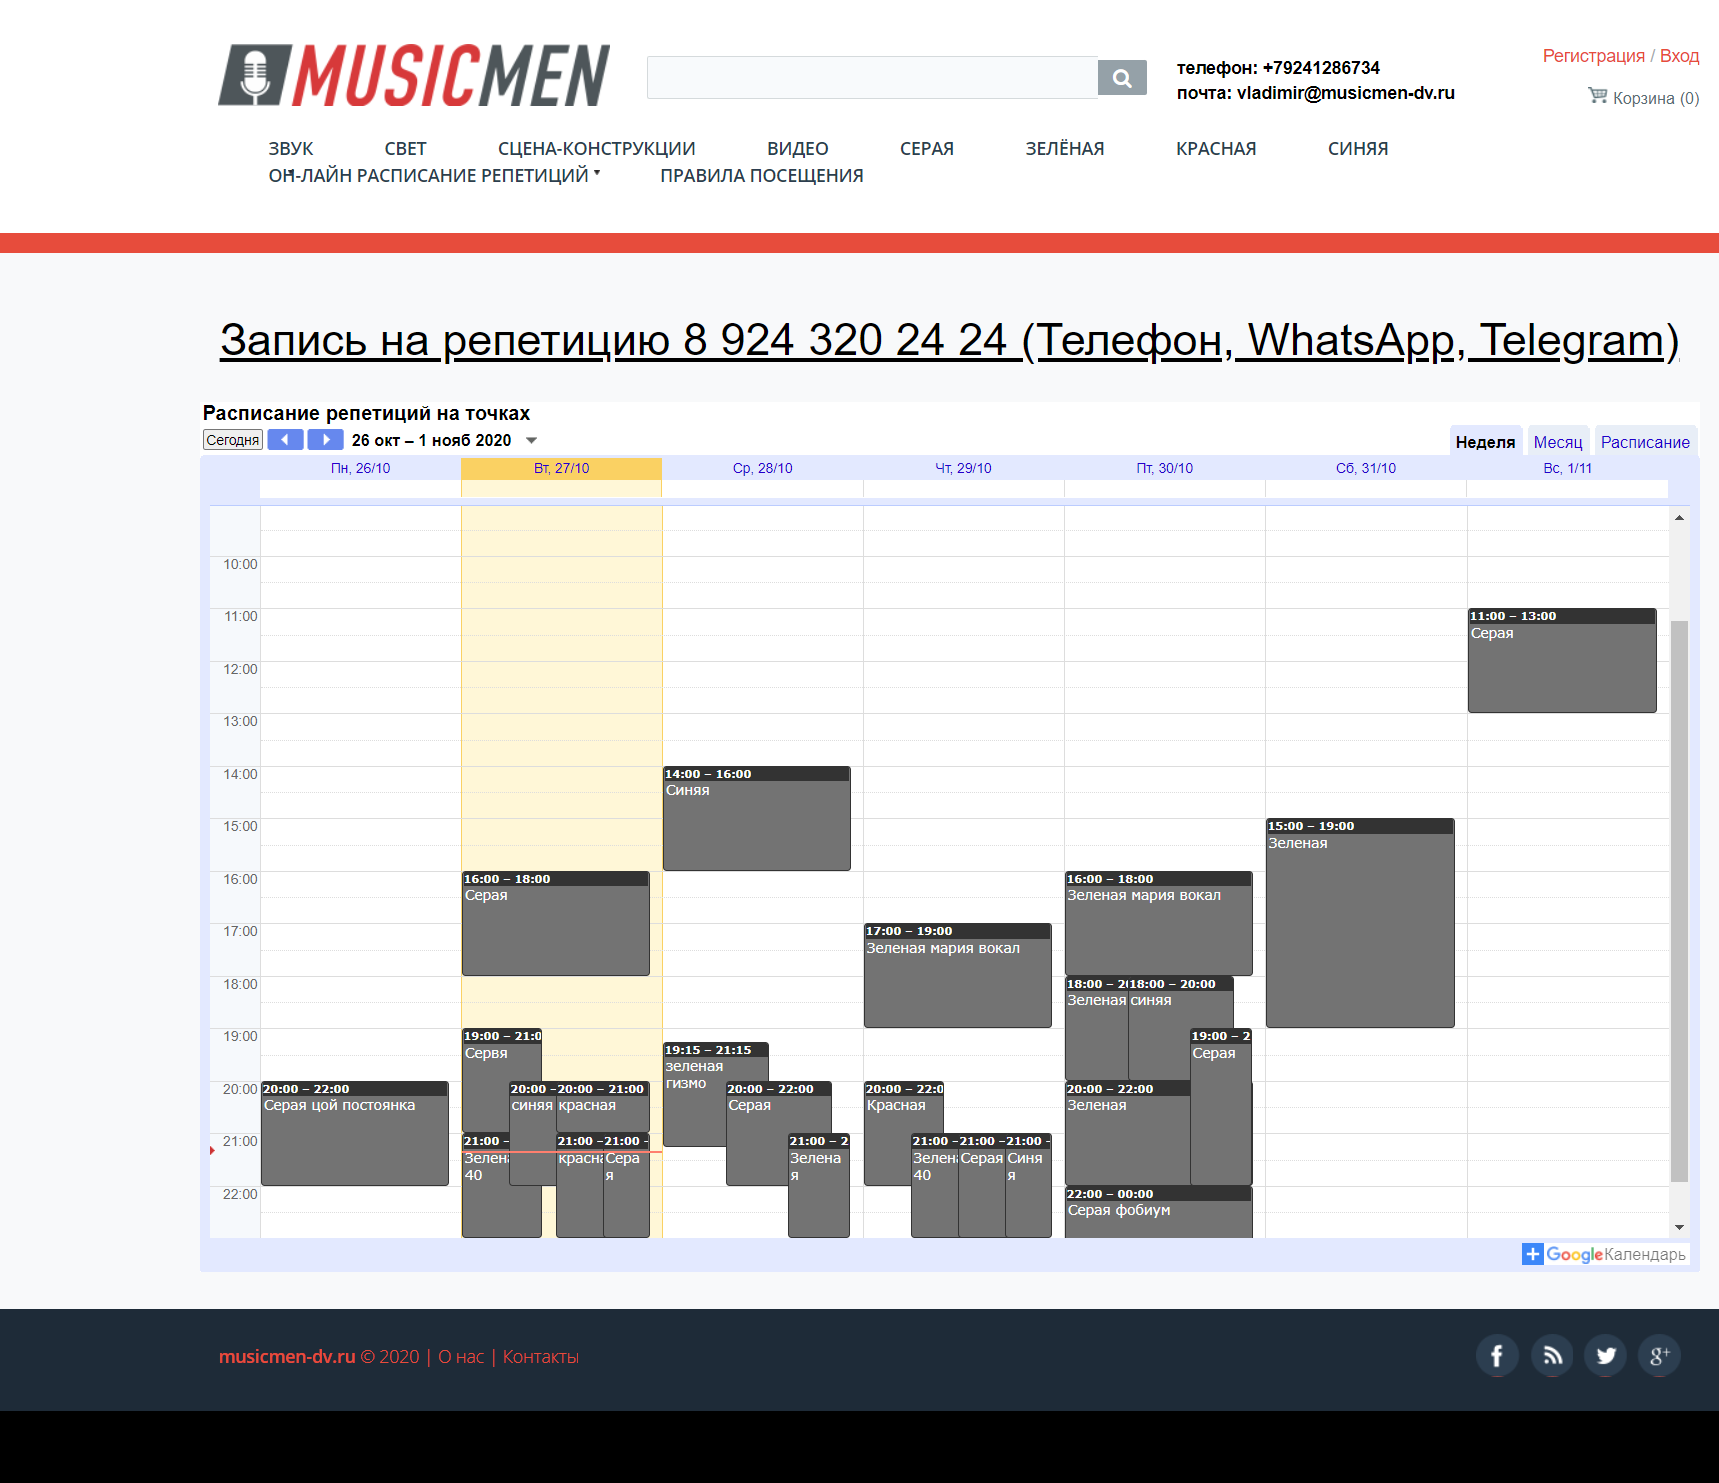 MUSICMEN
телефон: +79241286734
почта: vladimir@musicmen-dv.ru
Регистрация / Вход
Корзина (0)
ЗВУК СВЕТ СЦЕНА-КОНСТРУКЦИИ ВИДЕО СЕРАЯ ЗЕЛЁНАЯ КРАСНАЯ СИНЯЯ
ОН-ЛАЙН РАСПИСАНИЕ РЕПЕТИЦИЙ ПРАВИЛА ПОСЕЩЕНИЯ
Запись на репетицию 8 924 320 24 24 (Телефон, WhatsApp, Telegram)
Расписание репетиций на точках
Сегодня 26 окт – 1 нояб 2020 Неделя Месяц Расписание
Пн, 26/10 Вт, 27/10 Ср, 28/10 Чт, 29/10 Пт, 30/10 Сб, 31/10 Вс, 1/11
10:00
11:00
12:00
13:00
14:00
15:00
16:00
17:00
18:00
19:00
20:00
21:00
22:00
20:00 – 22:00
Серая цой постоянка
16:00 – 18:00
Серая
19:00 – 21:0
Сервя
20:00 –
синяя
20:00 – 21:00
красная
21:00 –
Зелен
40
21:00 –
красн
21:00 –
Сера
я
14:00 – 16:00
Синяя
19:15 – 21:15
зеленая
гизмо
20:00 – 22:00
Серая
21:00 – 2
Зелена
я
17:00 – 19:00
Зеленая мария вокал
20:00 – 22:0
Красная
21:00 –
Зелен
40
21:00 –
Серая
21:00 –
Синя
я
16:00 – 18:00
Зеленая мария вокал
18:00 – 2
Зеленая
18:00 – 20:00
синяя
19:00 – 2
Серая
20:00 – 22:00
Зеленая
22:00 – 00:00
Серая фобиум
15:00 – 19:00
Зеленая
11:00 – 13:00
Серая
Google Календарь
musicmen-dv.ru © 2020 | О нас | Контакты